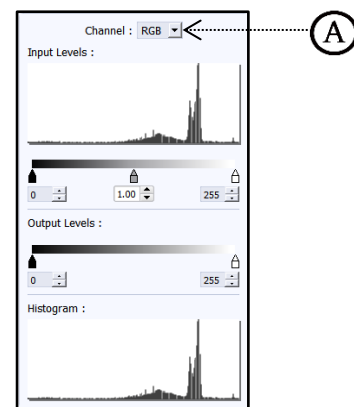 Channel : RGB
A
Input Levels :
0 1.00 255
Output Levels :
0 255
Histogram :